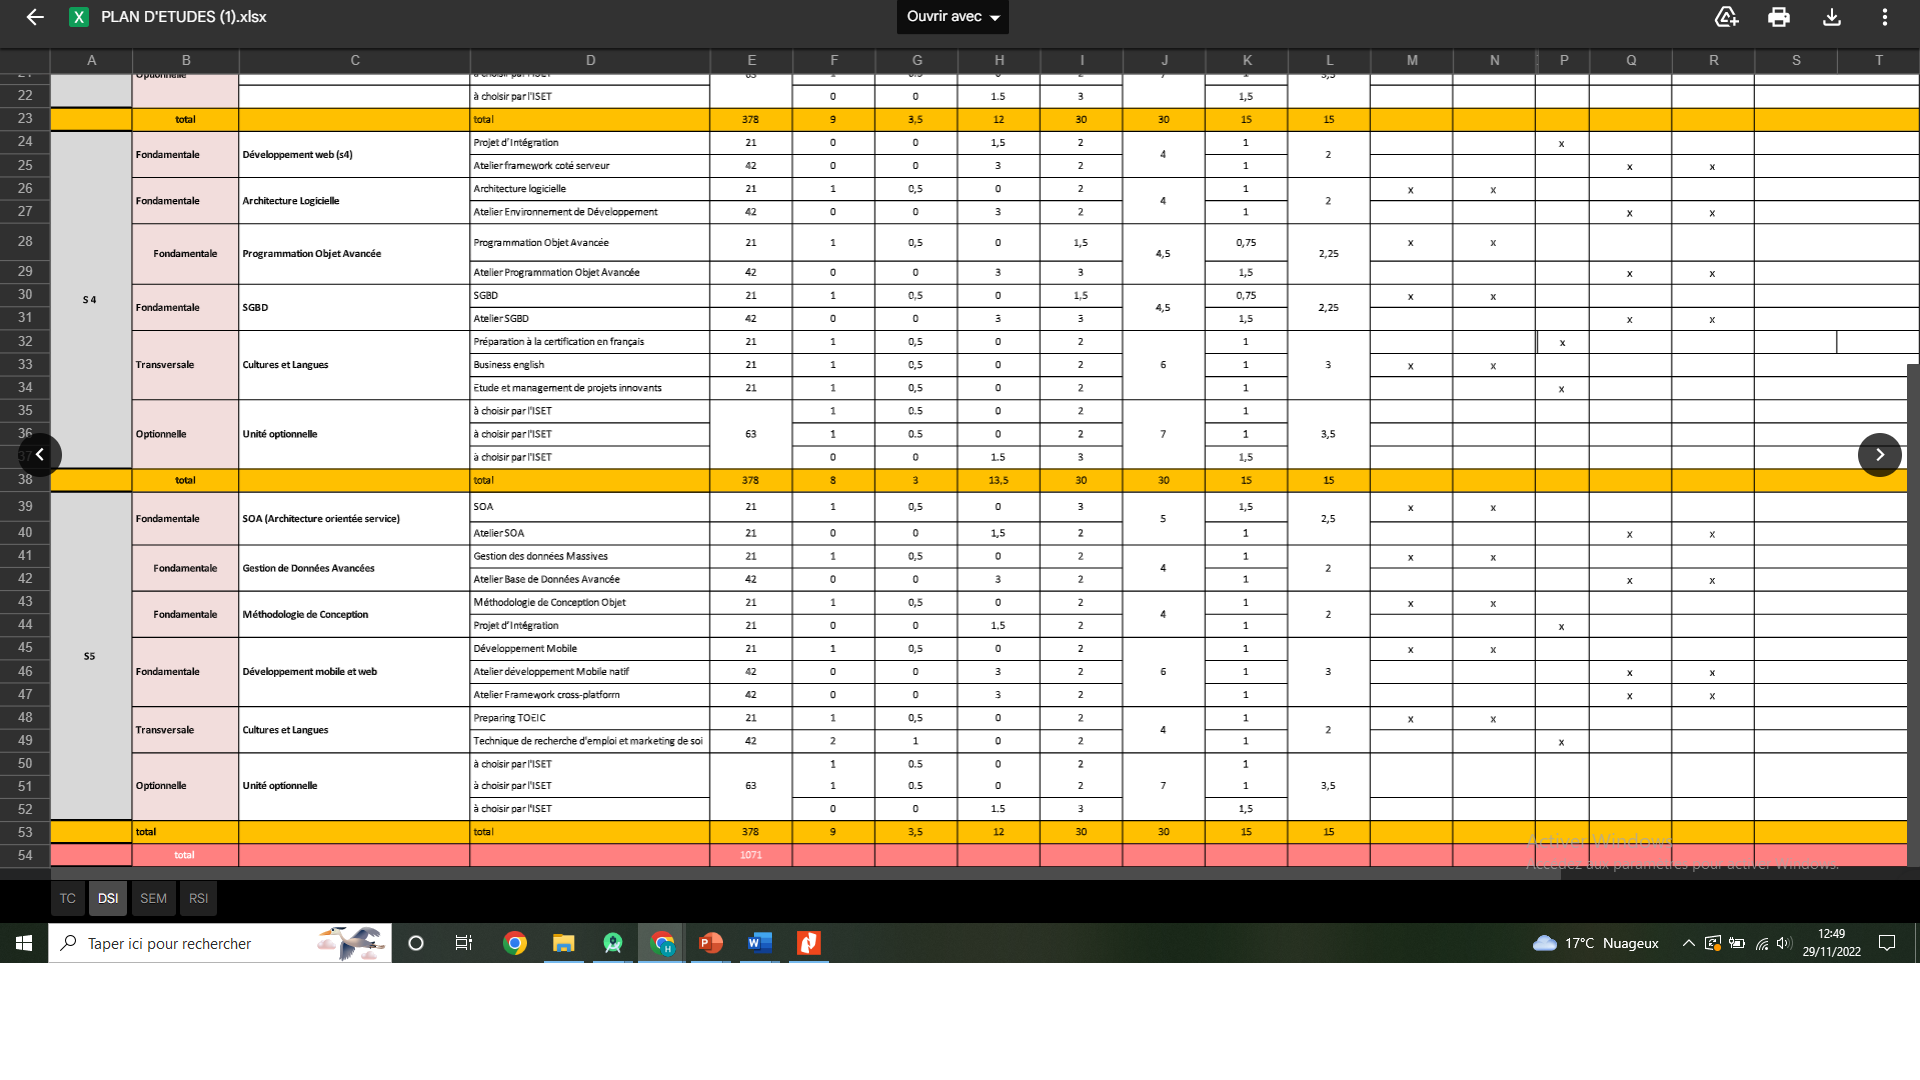 PLAN D'ETUDES (1).xlsx Ouvrir avec
A B C D E F G H I J K L M N P Q R S T
22 à choisir par l'ISET 0 0 1.5 3 1,5
23 total total 378 9 3,5 12 30 30 15 15
24 Projet d'Intégration 21 0 0 1,5 2 1 x
Fondamentale Développement web (s4) 4 2
25 Atelier framework coté serveur 42 0 0 3 2 1 x x
26 Architecture logicielle 21 1 0,5 0 2 1 x x
Fondamentale Architecture Logicielle 4 2
27 Atelier Environnement de Développement 42 0 0 3 2 1 x x
28 Programmation Objet Avancée 21 1 0,5 0 1,5 0,75 x x
Fondamentale Programmation Objet Avancée 4,5 2,25
29 Atelier Programmation Objet Avancée 42 0 0 3 3 1,5 x x
30 SGBD 21 1 0,5 0 1,5 0,75 x x
S 4
Fondamentale SGBD 4,5 2,25
31 Atelier SGBD 42 0 0 3 3 1,5 x x
32 Préparation à la certification en français 21 1 0,5 0 2 1 x
33 Transversale Cultures et Langues Business english 21 1 0,5 0 2 6 1 3 x x
34 Etude et management de projets innovants 21 1 0,5 0 2 1 x
35 à choisir par l'ISET 1 0.5 0 2 1
36 Optionnelle Unité optionnelle à choisir par l'ISET 63 1 0.5 0 2 7 1 3,5
37 à choisir par l'ISET 0 0 1.5 3 1,5
38 total total 378 8 3 13,5 30 30 15 15
39 SOA 21 1 0,5 0 3 1,5 x x
Fondamentale SOA (Architecture orientée service) 5 2,5
40 Atelier SOA 21 0 0 1,5 2 1 x x
41 Gestion des données Massives 21 1 0,5 0 2 1 x x
Fondamentale Gestion de Données Avancées 4 2
42 Atelier Base de Données Avancée 42 0 0 3 2 1 x x
43 Méthodologie de Conception Objet 21 1 0,5 0 2 1 x x
Fondamentale Méthodologie de Conception 4 2
44 Projet d'Intégration 21 0 0 1,5 2 1 x
45 Développement Mobile 21 1 0,5 0 2 1 x x
S5
46 Fondamentale Développement mobile et web Atelier développement Mobile natif 42 0 0 3 2 6 1 3 x x
47 Atelier Framework cross-platform 42 0 0 3 2 1 x x
48 Preparing TOEIC 21 1 0,5 0 2 1 x x
Transversale Cultures et Langues 4 2
49 Technique de recherche d'emploi et marketing de soi 42 2 1 0 2 1 x
50 à choisir par l'ISET 1 0.5 0 2 1
51 Optionnelle Unité optionnelle à choisir par l'ISET 63 1 0.5 0 2 7 1 3,5
52 à choisir par l'ISET 0 0 1.5 3 1,5
53 total total 378 9 3,5 12 30 30 15 15
Activer Windows
54 total 1071
Accédez aux paramètres pour activer Windows.
TC DSI SEM RSI
Taper ici pour rechercher 17°C Nuageux 12:49
29/11/2022